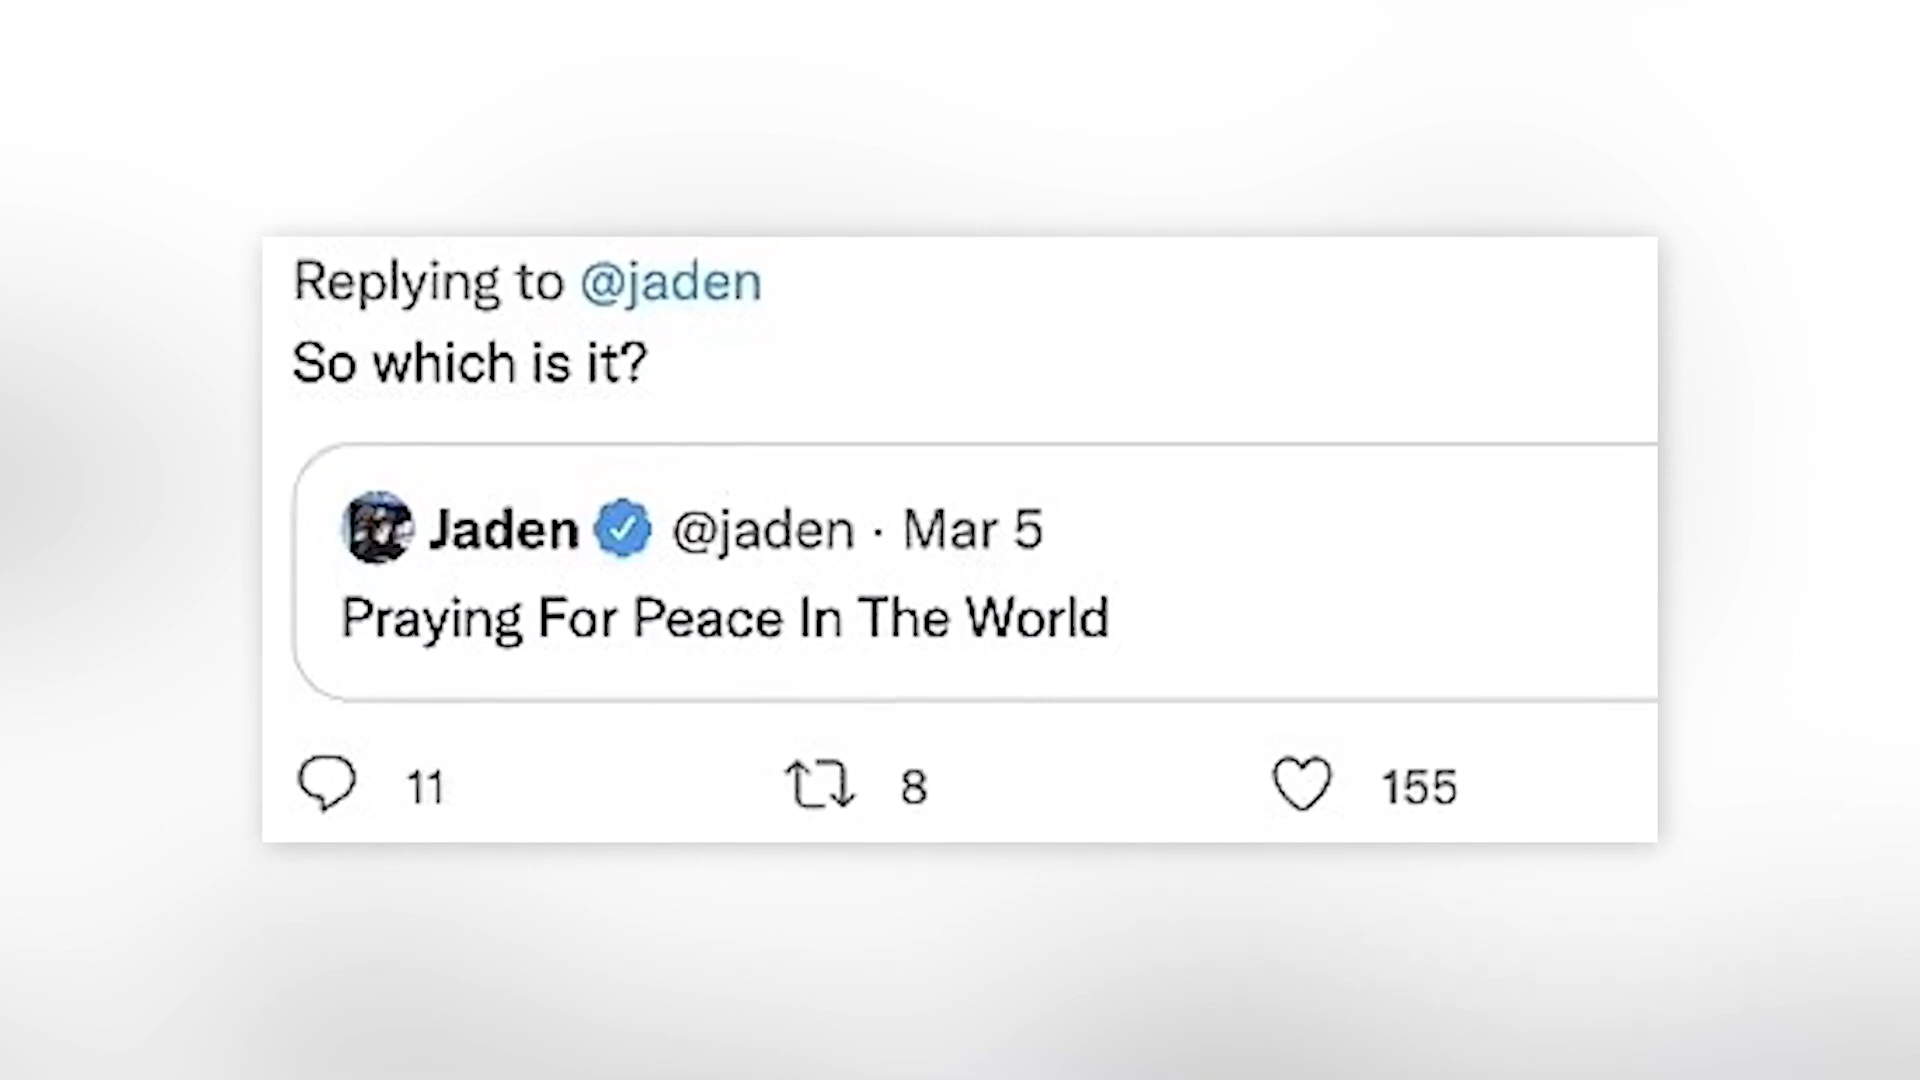 Replying to @jaden
So which is it?
Jaden @jaden · Mar 5
Praying For Peace In The World
11 8 155